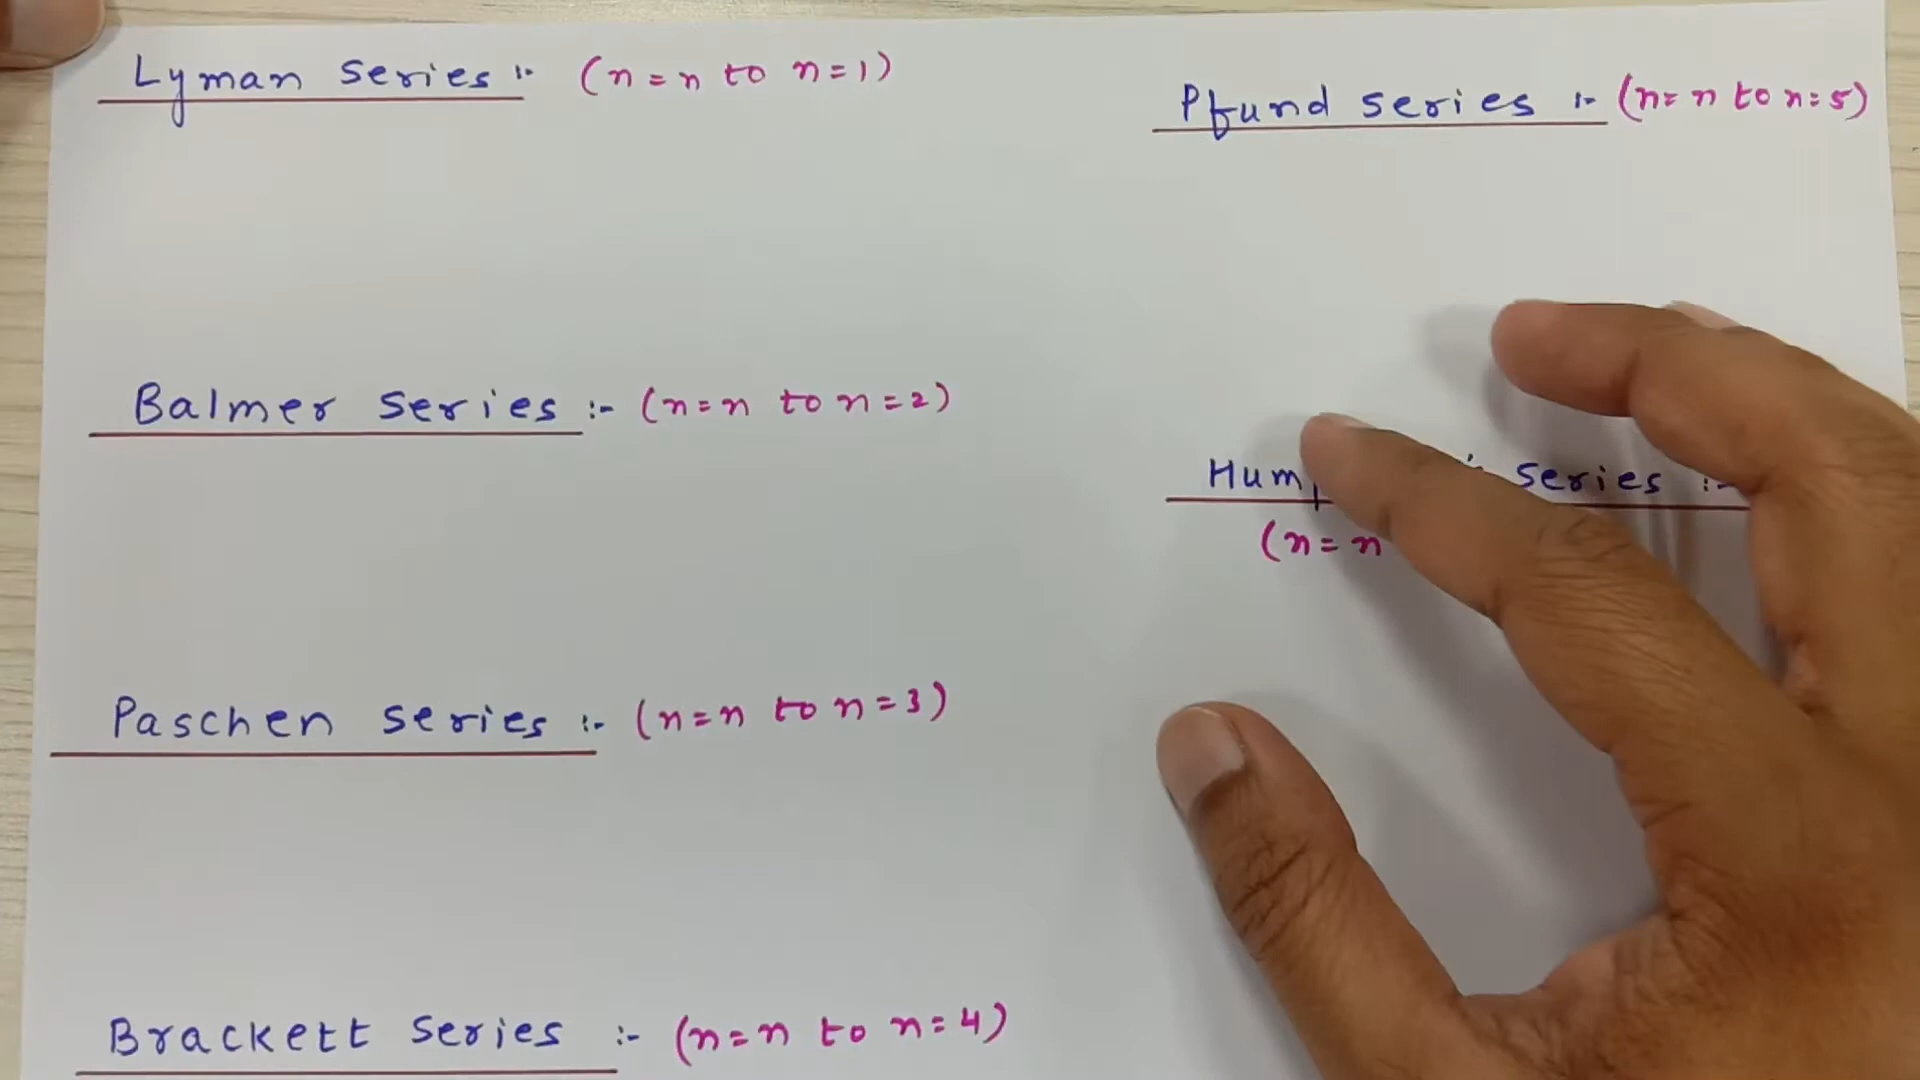 Lyman series :- (n = n to n = 1)
Balmer series :- (n = n to n = 2)
Paschen series :- (n = n to n = 3)
Brackett series :- (n = n to n = 4)
Pfund series :- (n = n to n = 5)
series :-
(n = n